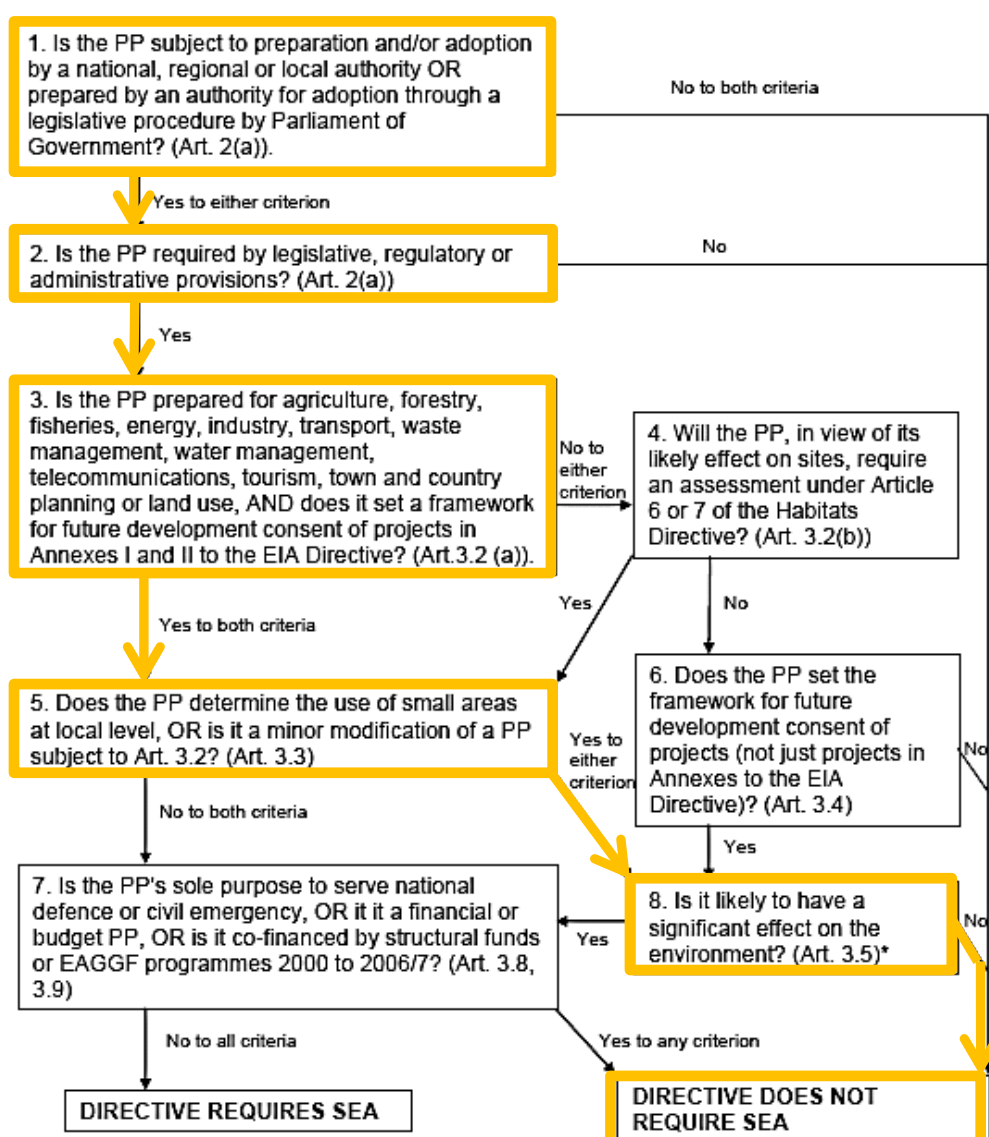 1. Is the PP subject to preparation and/or adoption
by a national, regional or local authority OR
prepared by an authority for adoption through a
legislative procedure by Parliament of
Government? (Art. 2(a)).
No to both criteria
Yes to either criterion
2. Is the PP required by legislative, regulatory or
administrative provisions? (Art. 2(a))
No
Yes
3. Is the PP prepared for agriculture, forestry,
fisheries, energy, industry, transport, waste
management, water management,
telecommunications, tourism, town and country
planning or land use, AND does it set a framework
for future development consent of projects in
Annexes I and II to the EIA Directive? (Art.3.2 (a)).
No to
either
criterion
4. Will the PP, in view of its
likely effect on sites, require
an assessment under Article
6 or 7 of the Habitats
Directive? (Art. 3.2(b))
Yes to both criteria
Yes
No
5. Does the PP determine the use of small areas
at local level, OR is it a minor modification of a PP
subject to Art. 3.2? (Art. 3.3)
Yes to
either
criterion
6. Does the PP set the
framework for future
development consent of
projects (not just projects in
Annexes to the EIA
Directive)? (Art. 3.4)
No
No to both criteria
Yes
7. Is the PP's sole purpose to serve national
defence or civil emergency, OR it it a financial or
budget PP, OR is it co-financed by structural funds
or EAGGF programmes 2000 to 2006/7? (Art. 3.8,
3.9)
Yes
8. Is it likely to have a
significant effect on the
environment? (Art. 3.5)*
No
No to all criteria
Yes to any criterion
DIRECTIVE REQUIRES SEA
DIRECTIVE DOES NOT
REQUIRE SEA